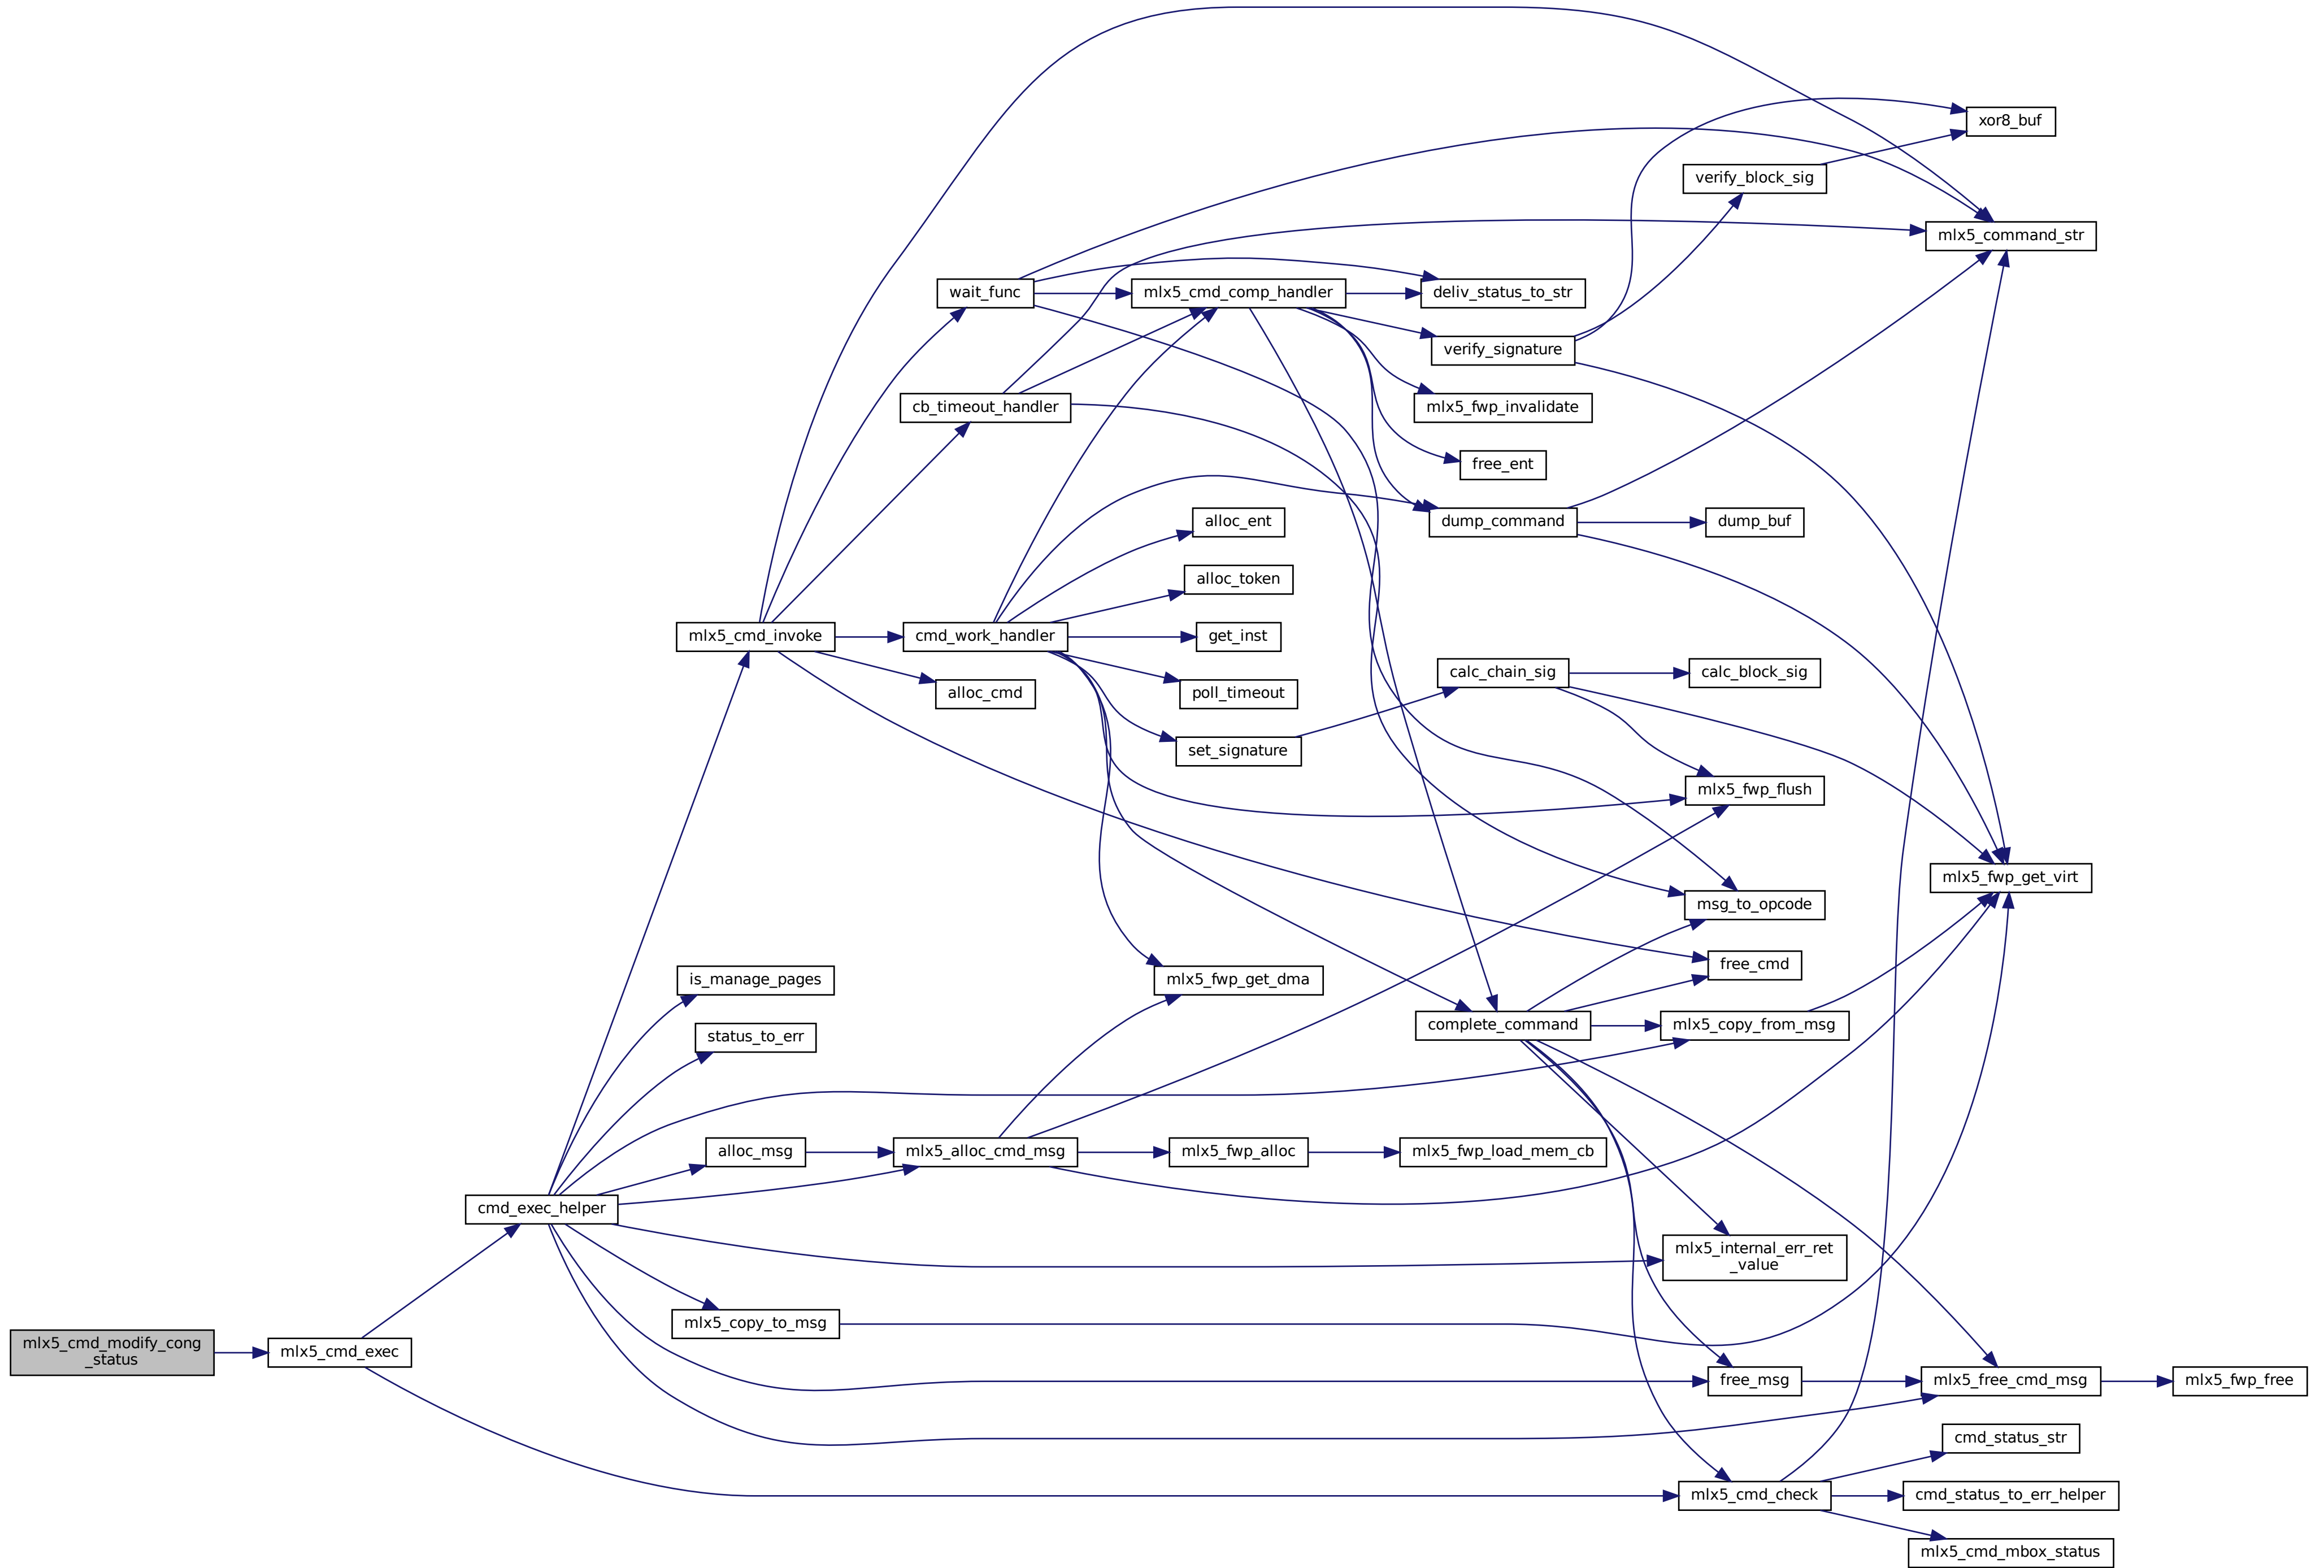 xor8_buf
verify_block_sig
mlx5_command_str
wait_func
mlx5_cmd_comp_handler
deliv_status_to_str
verify_signature
cb_timeout_handler
mlx5_fwp_invalidate
free_ent
alloc_ent
dump_command
dump_buf
alloc_token
mlx5_cmd_invoke
cmd_work_handler
get_inst
calc_chain_sig
calc_block_sig
alloc_cmd
poll_timeout
set_signature
mlx5_fwp_flush
mlx5_fwp_get_virt
msg_to_opcode
free_cmd
is_manage_pages
mlx5_fwp_get_dma
status_to_err
complete_command
mlx5_copy_from_msg
alloc_msg
mlx5_alloc_cmd_msg
mlx5_fwp_alloc
mlx5_fwp_load_mem_cb
cmd_exec_helper
mlx5_internal_err_ret
_value
mlx5_copy_to_msg
mlx5_cmd_modify_cong
_status
mlx5_cmd_exec
free_msg
mlx5_free_cmd_msg
mlx5_fwp_free
cmd_status_str
mlx5_cmd_check
cmd_status_to_err_helper
mlx5_cmd_mbox_status